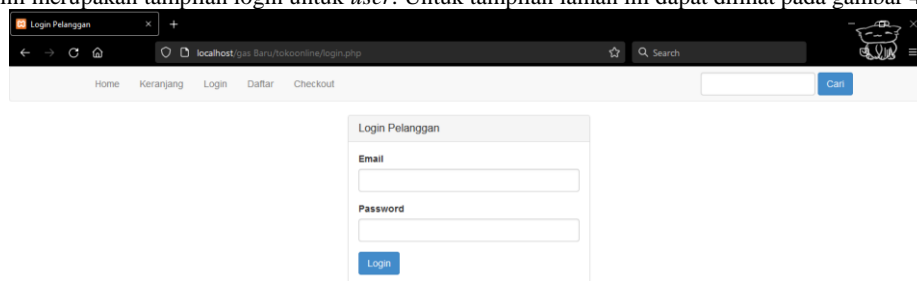 ini merupakan tampilan login untuk user. Untuk tampilan laman ini dapat dilihat pada gambar
Login Pelanggan
localhost/gas Baru/tokoonline/login.php
Search
Home Keranjang Login Daftar Checkout Cari
Login Pelanggan
Email
Password
Login